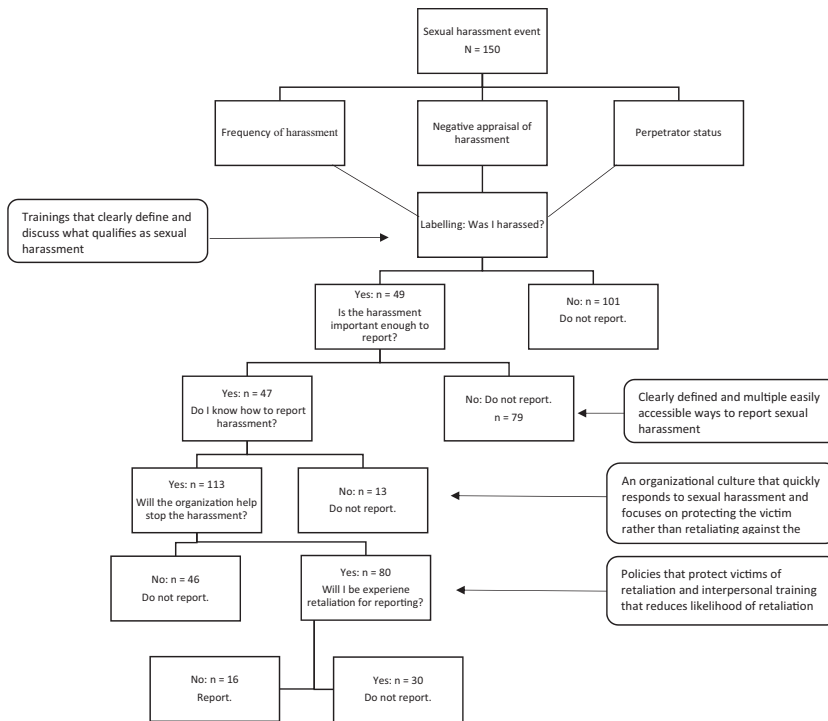 Sexual harassment event
N = 150
Frequency of harassment
Negative appraisal of
harassment
Perpetrator status
Trainings that clearly define and
discuss what qualifies as sexual
harassment
Labelling: Was I harassed?
Yes: n = 49
Is the harassment
important enough to
report?
No: n = 101
Do not report.
Yes: n = 47
Do I know how to report
harassment?
No: Do not report.
n = 79
Clearly defined and multiple easily
accessible ways to report sexual
harassment
Yes: n = 113
Will the organization help
stop the harassment?
No: n = 13
Do not report.
An organizational culture that quickly
responds to sexual harassment and
focuses on protecting the victim
rather than retaliating against the
No: n = 46
Do not report.
Yes: n = 80
Will I be experiene
retaliation for reporting?
Policies that protect victims of
retaliation and interpersonal training
that reduces likelihood of retaliation
No: n = 16
Report.
Yes: n = 30
Do not report.